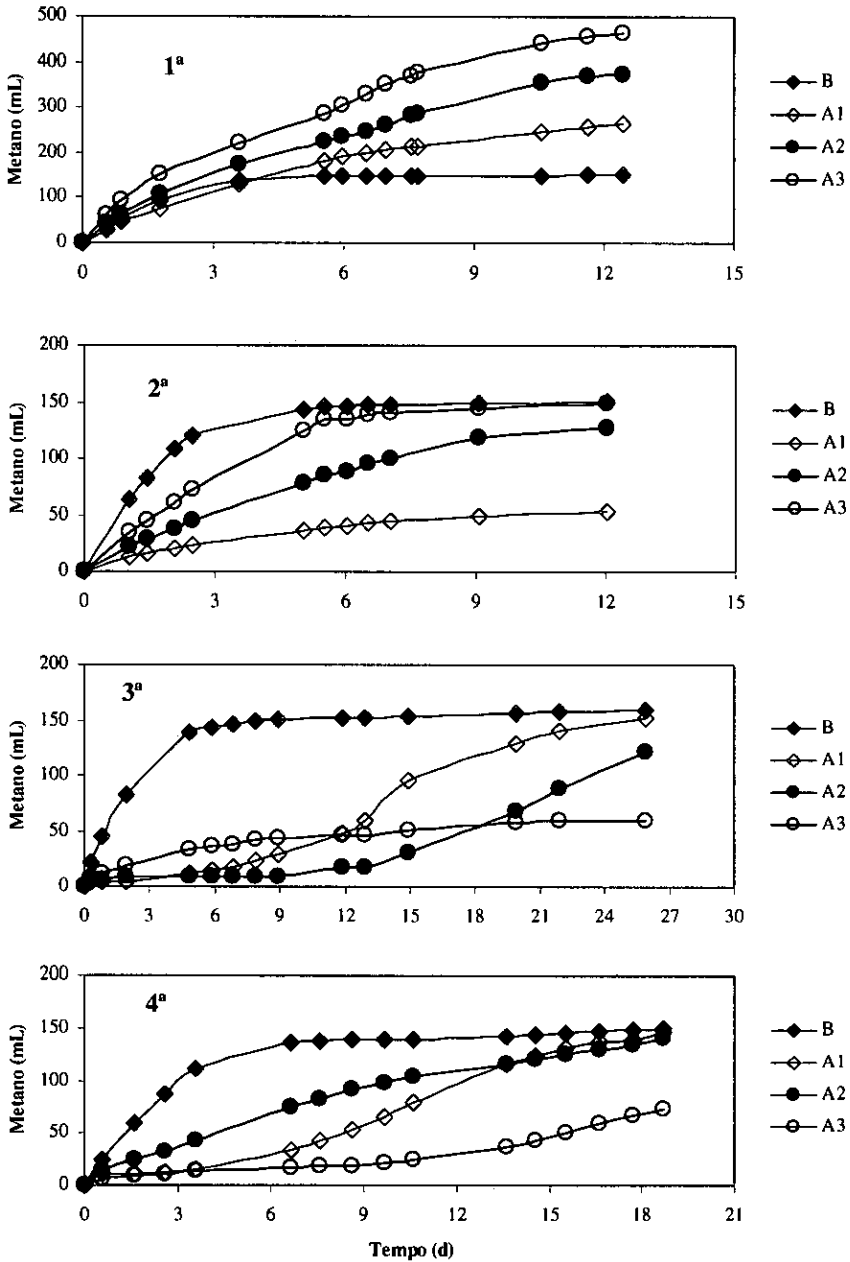 500
400
300
200
100
0
Metano (mL)
1ª
0 3 6 9 12 15
B
A1
A2
A3
200
150
100
50
0
Metano (mL)
2ª
0 3 6 9 12 15
B
A1
A2
A3
200
150
100
50
0
Metano (mL)
3ª
0 3 6 9 12 15 18 21 24 27 30
B
A1
A2
A3
200
150
100
50
0
Metano (mL)
4ª
0 3 6 9 12 15 18 21
B
A1
A2
A3
Tempo (d)